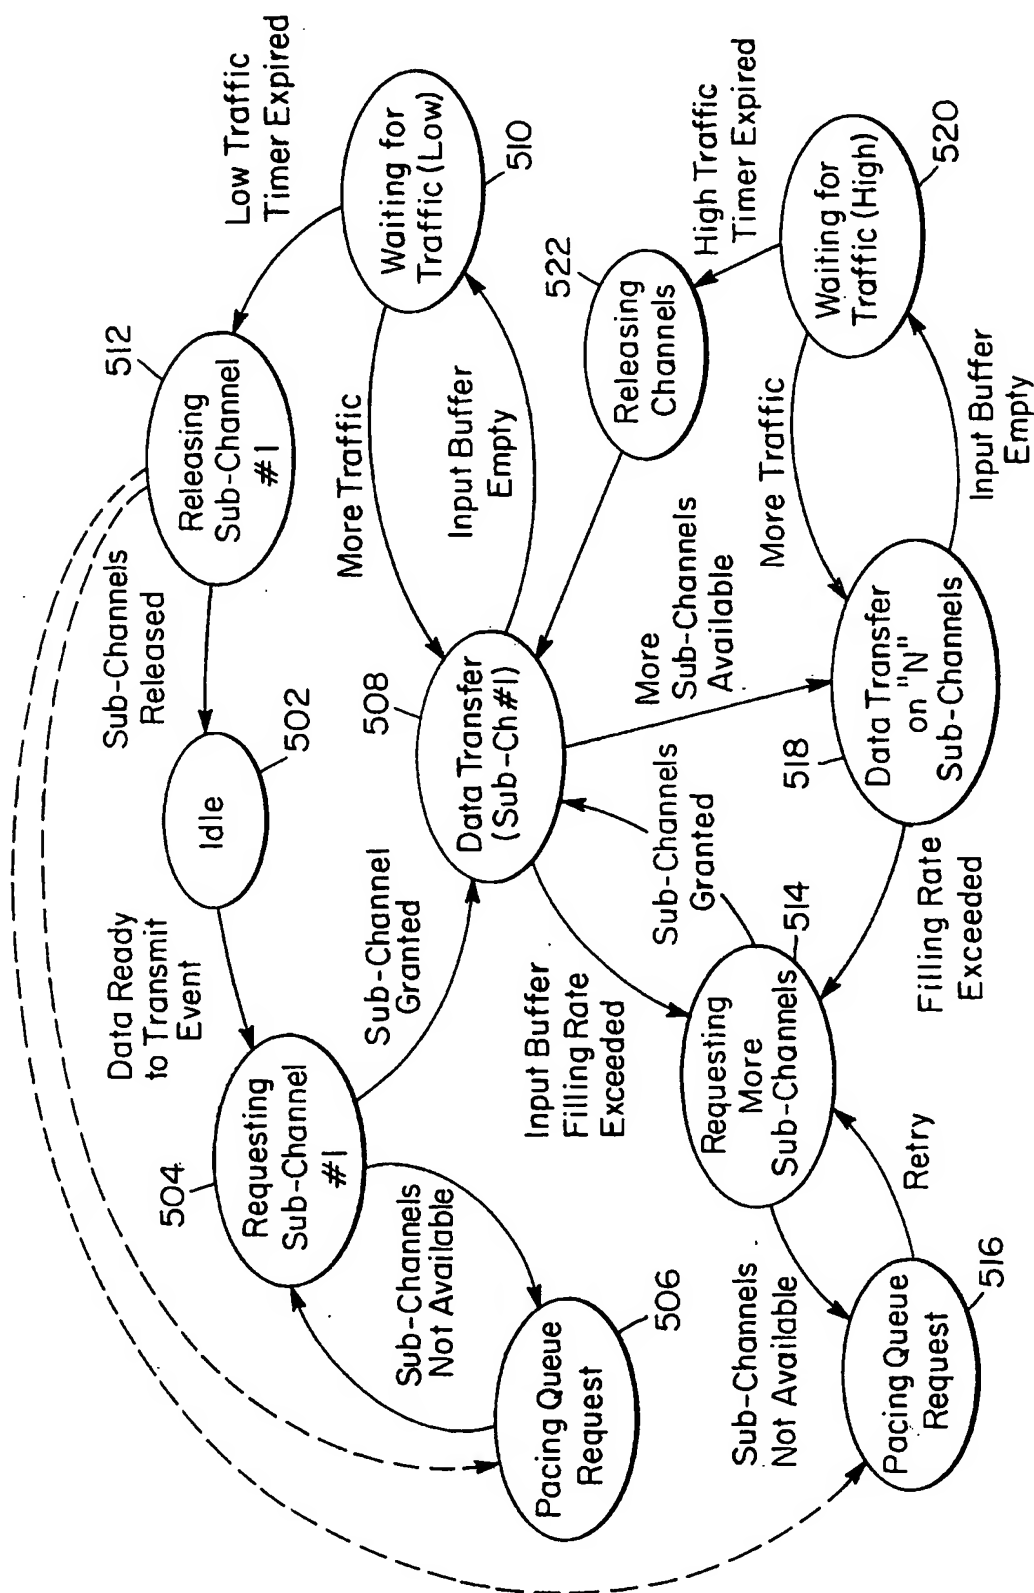 Low Traffic
Timer Expired
512
Releasing
Sub-Channel
#1
Waiting for
Traffic (Low)
510
Sub-Channels
Released
More Traffic
Input Buffer
Empty
Idle
502
Data Ready
to Transmit
Event
504
Requesting
Sub-Channel
#1
Sub-Channel
Granted
508
Data Transfer
(Sub-Ch#1)
Sub-Channels
Not Available
Pacing Queue
Request
506
522
Releasing
Channels
High Traffic
Timer Expired
Waiting for
Traffic (High)
520
More
Sub-Channels
Available
More Traffic
Input Buffer
Empty
Input Buffer
Filling Rate
Exceeded
Sub-Channels
Granted
518
Data Transfer
on "N"
Sub-Channels
514
Requesting
More
Sub-Channels
Filling Rate
Exceeded
Sub-Channels
Not Available
Retry
Pacing Queue
Request
516